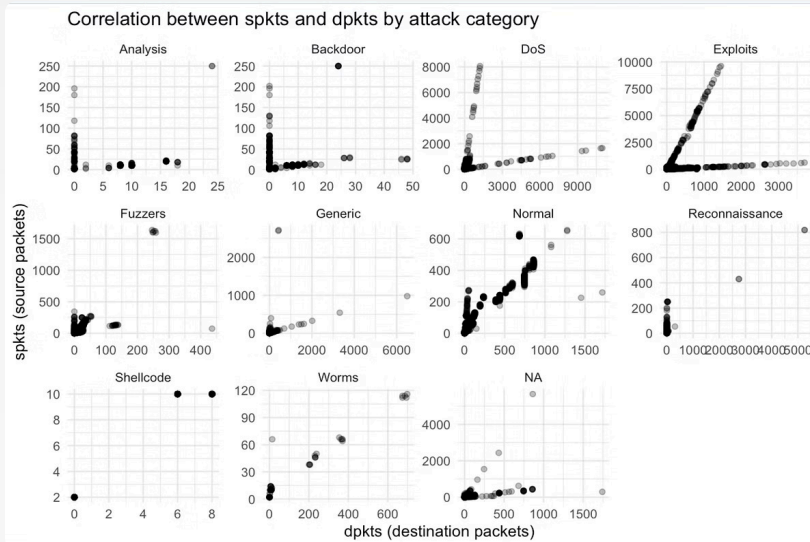 Correlation between spkts and dpkts by attack category
Analysis Backdoor DoS Exploits
250 200 150 100 50 0
0 5 10 15 20 25
250 200 150 100 50 0
0 10 20 30 40 50
8000 6000 4000 2000 0
0 3000 6000 9000
10000 7500 5000 2500 0
0 1000 2000 3000
Fuzzers Generic Normal Reconnaissance
1500 1000 500 0
0 100 200 300 400
2000 1000 0
0 2000 4000 6000
600 400 200 0
0 500 1000 1500
800 600 400 200 0
0 1000 2000 3000 4000 5000
Shellcode Worms NA
10 8 6 4 2
0 2 4 6 8
120 90 60 30 0
0 200 400 600
4000 2000 0
0 500 1000 1500
spkts (source packets)
dpkts (destination packets)